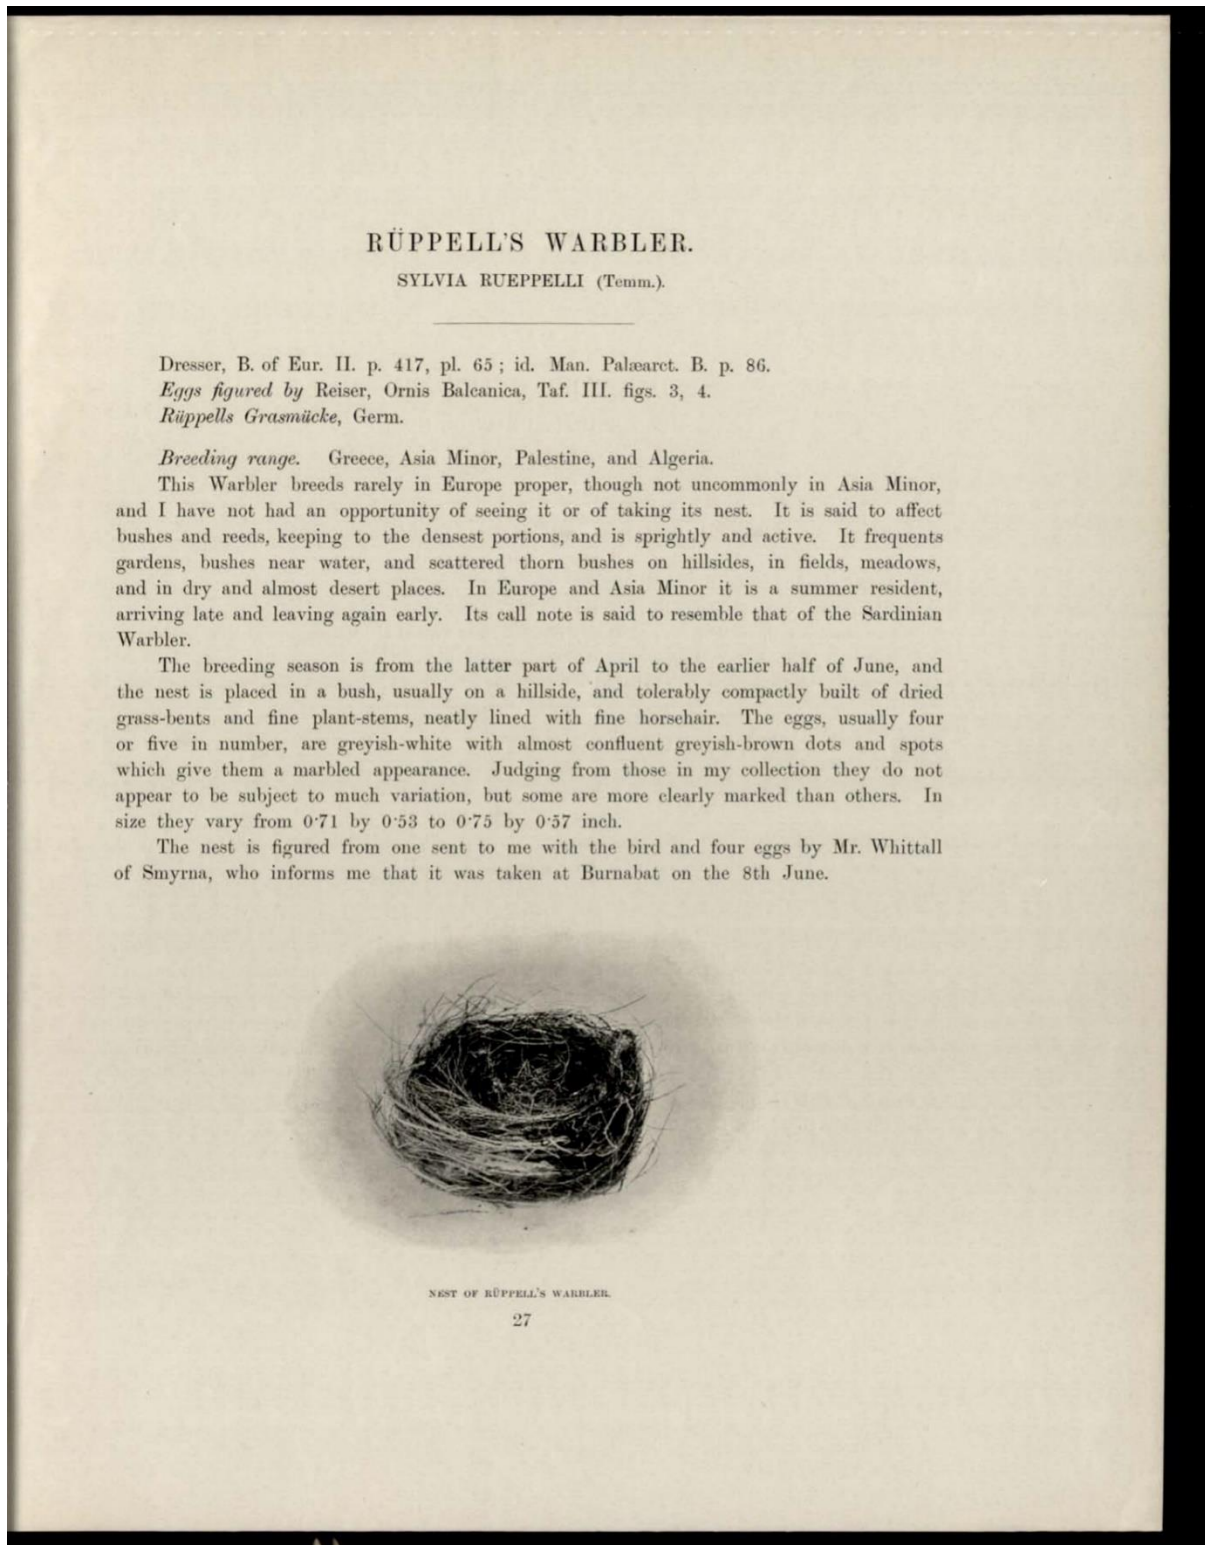 RÜPPELL'S WARBLER.
SYLVIA RUEPPELLI (Temm.).
Dresser, B. of Eur. II. p. 417, pl. 65 ; id. Man. Palæarct. B. p. 86.
Eggs figured by Reiser, Ornis Balcanica, Taf. III. figs. 3, 4.
Rüppells Grasmücke, Germ.
Breeding range. Greece, Asia Minor, Palestine, and Algeria.
This Warbler breeds rarely in Europe proper, though not uncommonly in Asia Minor,
and I have not had an opportunity of seeing it or of taking its nest. It is said to affect
bushes and reeds, keeping to the densest portions, and is sprightly and active. It frequents
gardens, bushes near water, and scattered thorn bushes on hillsides, in fields, meadows,
and in dry and almost desert places. In Europe and Asia Minor it is a summer resident,
arriving late and leaving again early. Its call note is said to resemble that of the Sardinian
Warbler.
The breeding season is from the latter part of April to the earlier half of June, and
the nest is placed in a bush, usually on a hillside, and tolerably compactly built of dried
grass-bents and fine plant-stems, neatly lined with fine horsehair. The eggs, usually four
or five in number, are greyish-white with almost confluent greyish-brown dots and spots
which give them a marbled appearance. Judging from those in my collection they do not
appear to be subject to much variation, but some are more clearly marked than others. In
size they vary from 0·71 by 0·53 to 0·75 by 0·57 inch.
The nest is figured from one sent to me with the bird and four eggs by Mr. Whittall
of Smyrna, who informs me that it was taken at Burnabat on the 8th June.
NEST OF RÜPPELL'S WARBLER.
27